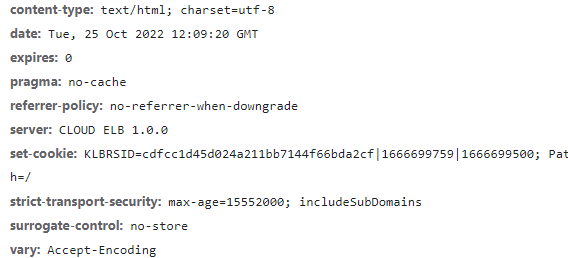 content-type: text/html; charset=utf-8
date: Tue, 25 Oct 2022 12:09:20 GMT
expires: 0
pragma: no-cache
referrer-policy: no-referrer-when-downgrade
server: CLOUD ELB 1.0.0
set-cookie: KLBRSID=cdfcc1d45d024a211bb7144f66bda2cf|1666699759|1666699500; Pat
h=/
strict-transport-security: max-age=15552000; includeSubDomains
surrogate-control: no-store
vary: Accept-Encoding